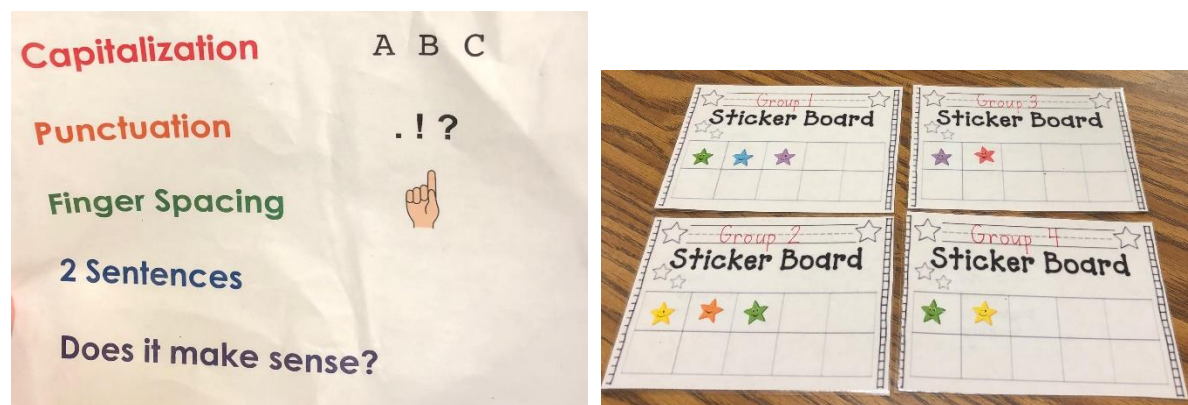 Capitalization A B C
Punctuation . ! ?
Finger Spacing
2 Sentences
Does it make sense?
Group 1
Sticker Board
Group 3
Sticker Board
Group 2
Sticker Board
Group 4
Sticker Board